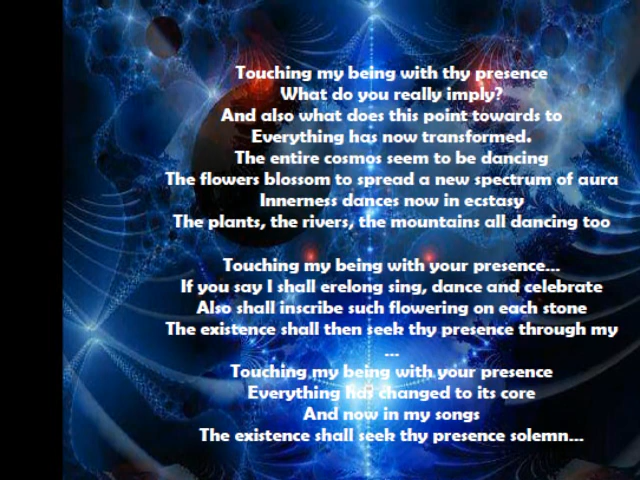 Touching my being with thy presence
What do you really imply?
And also what does this point towards to
Everything has now transformed.
The entire cosmos seem to be dancing
The flowers blossom to spread a new spectrum of aura
Innerness dances now in ecstasy
The plants, the rivers, the mountains all dancing too
Touching my being with your presence...
If you say I shall erelong sing, dance and celebrate
Also shall inscribe such flowering on each stone
The existence shall then seek thy presence through my
...
Touching my being with your presence
Everything has changed to its core
And now in my songs
The existence shall seek thy presence solemn...